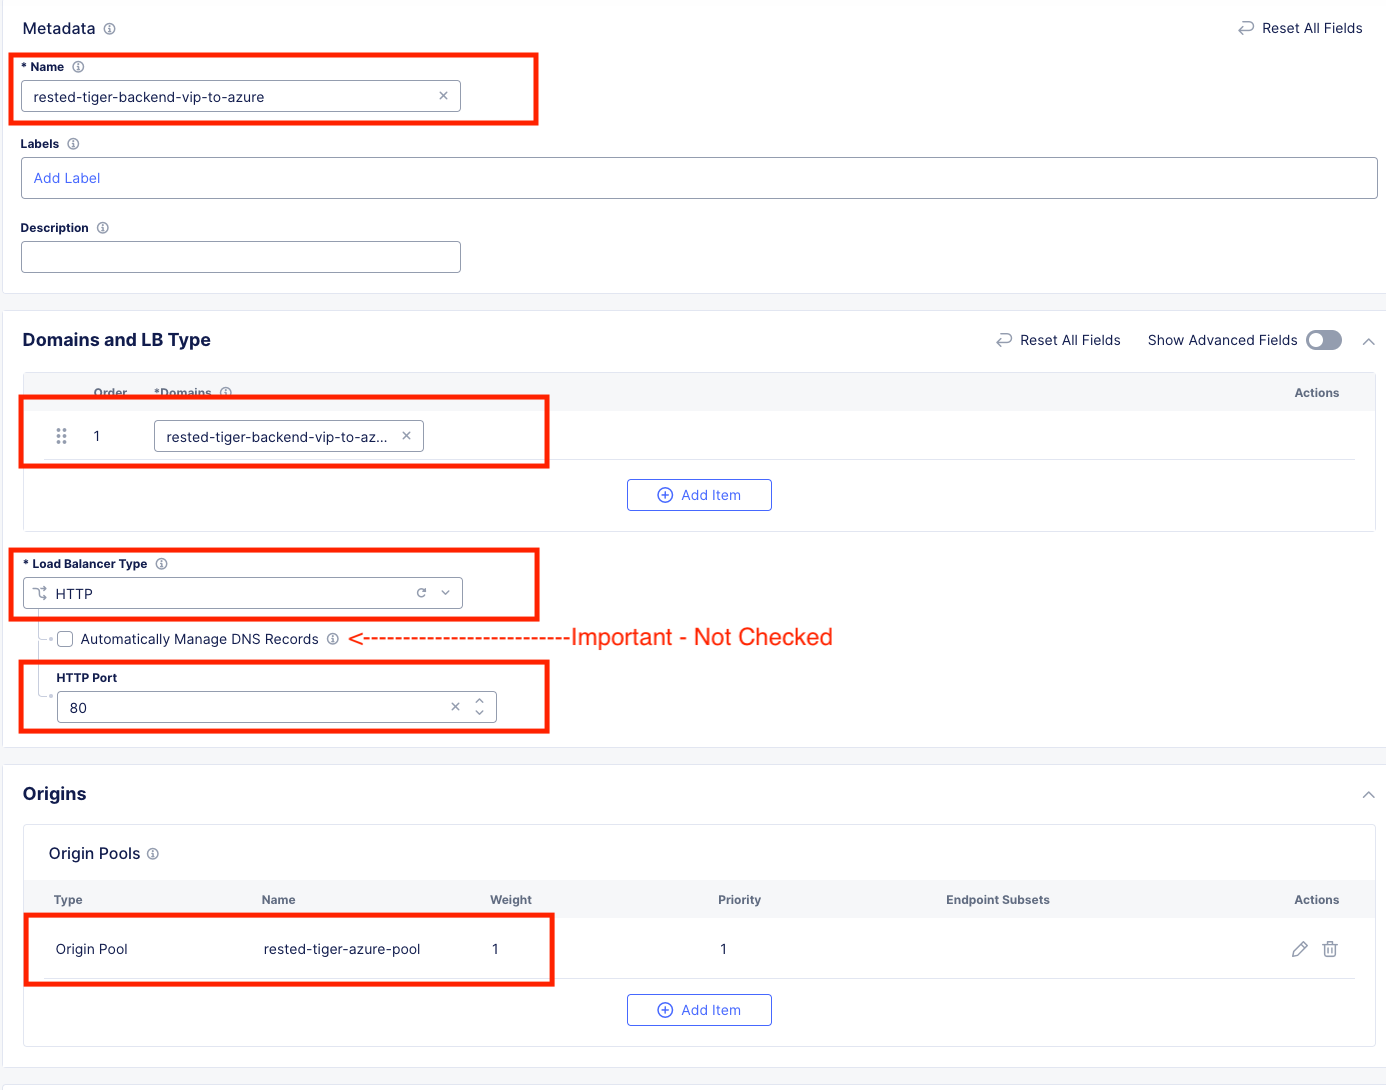 Metadata
Reset All Fields
* Name
rested-tiger-backend-vip-to-azure
Labels
Add Label
Description
Domains and LB Type
Reset All Fields
Show Advanced Fields
Order
*Domains
Actions
1
rested-tiger-backend-vip-to-az...
Add Item
* Load Balancer Type
HTTP
Automatically Manage DNS Records
<--------------------------Important - Not Checked
HTTP Port
80
Origins
Origin Pools
Type Name Weight Priority Endpoint Subsets Actions
Origin Pool rested-tiger-azure-pool 1 1
Add Item